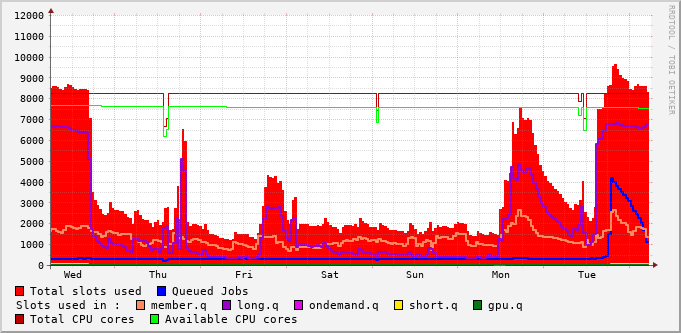 12000
11000
10000
9000
8000
7000
6000
5000
4000
3000
2000
1000
0
Wed Thu Fri Sat Sun Mon Tue
Total slots used Queued Jobs
Slots used in : member.q long.q ondemand.q short.q gpu.q
Total CPU cores Available CPU cores
RRDTOOL / TOBI OETIKER